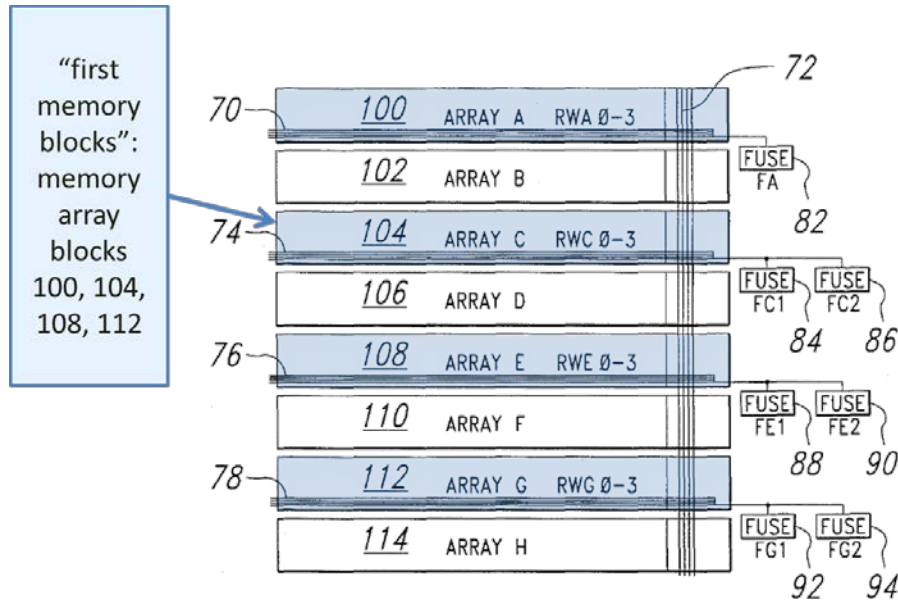 “first
memory
blocks”:
memory
array
blocks
100, 104,
108, 112
72
70
100 ARRAY A RWA Ø-3
FUSE
FA
82
102 ARRAY B
74
104 ARRAY C RWC Ø-3
FUSE FUSE
FC1 FC2
84 86
106 ARRAY D
76
108 ARRAY E RWE Ø-3
FUSE FUSE
FE1 FE2
88 90
110 ARRAY F
78
112 ARRAY G RWG Ø-3
FUSE FUSE
FG1 FG2
92 94
114 ARRAY H